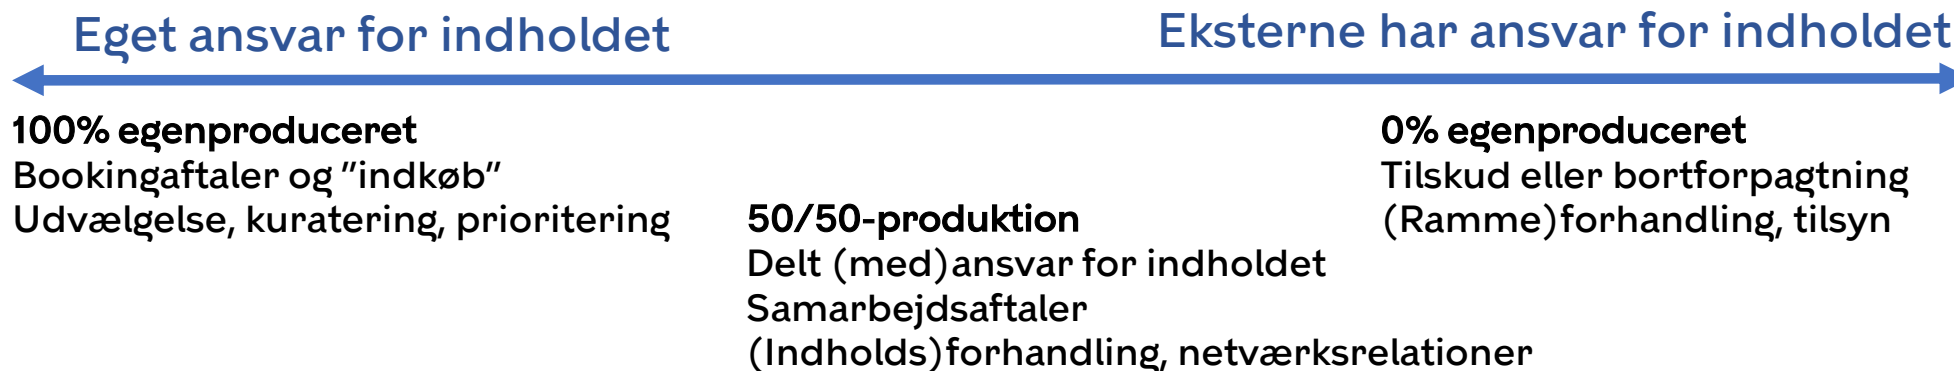 Eget ansvar for indholdet
Eksterne har ansvar for indholdet
100% egenproduceret
Bookingaftaler og ”indkøb”
Udvælgelse, kuratering, prioritering
50/50-produktion
Delt (med)ansvar for indholdet
Samarbejdsaftaler
(Indholds)forhandling, netværksrelationer
0% egenproduceret
Tilskud eller bortforpagtning
(Ramme)forhandling, tilsyn